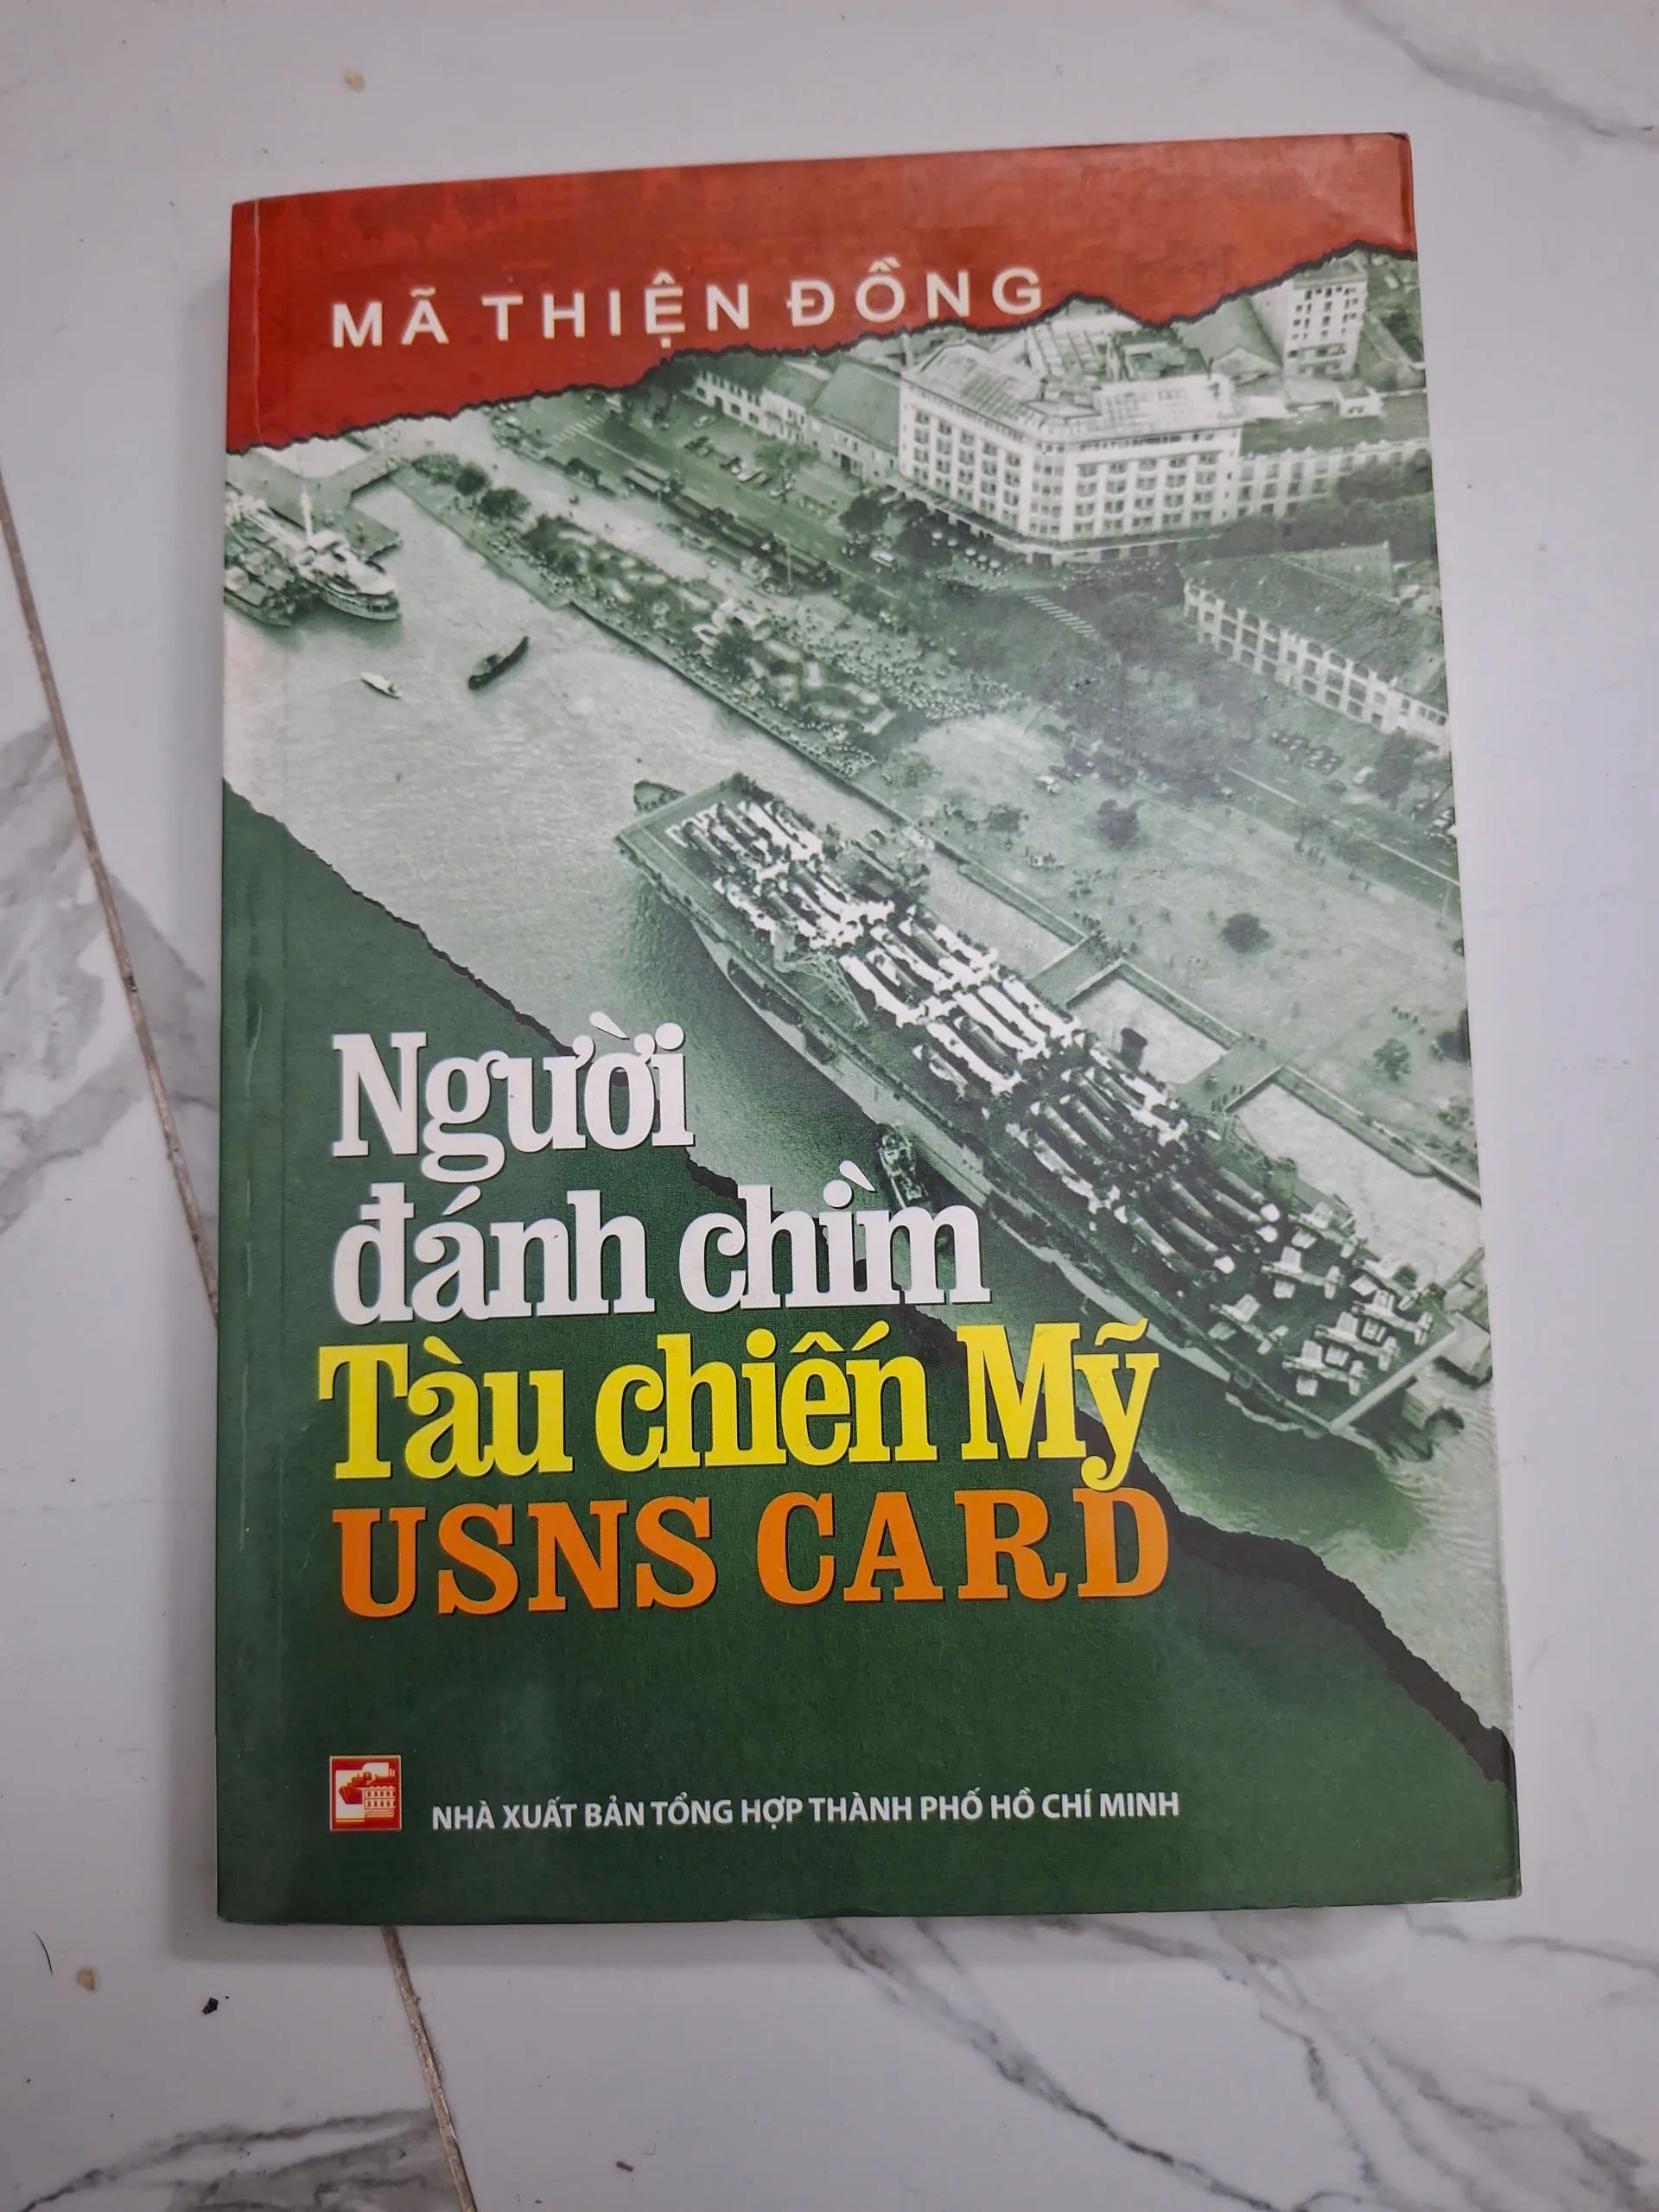 MÃ THIỆN ĐỒNG
Người
đánh chìm
Tàu chiến Mỹ
USNS CARD
NHÀ XUẤT BẢN TỔNG HỢP THÀNH PHỐ HỒ CHÍ MINH